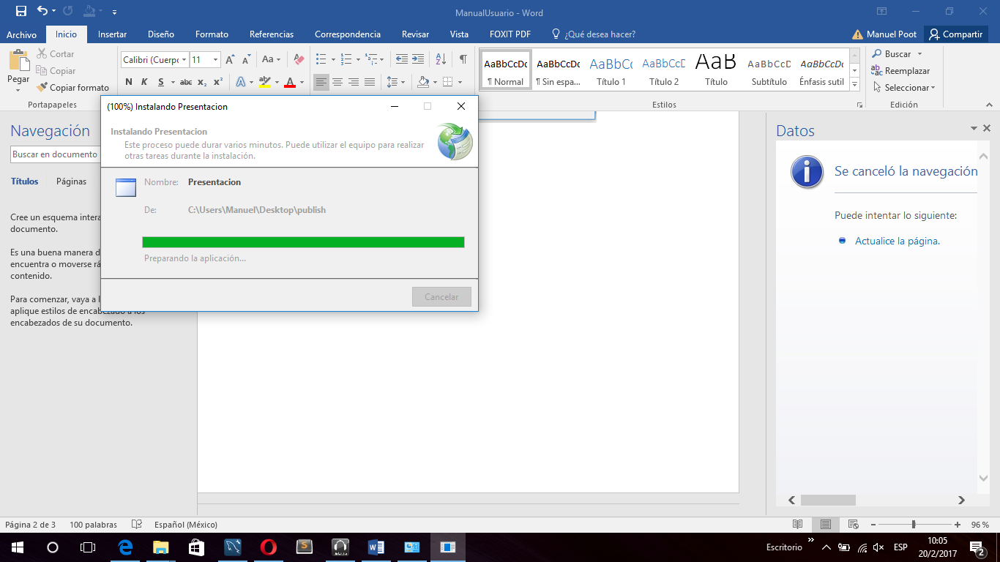 ManualUsuario - Word
Archivo Inicio Insertar Diseño Formato Referencias Correspondencia Revisar Vista FOXIT PDF ¿Qué desea hacer? Manuel Poot Compartir
Pegar
Cortar
Copiar
Copiar formato
Portapapeles
Calibri (Cuerpo 11 Aa
N K S abc x₂ x² A aby A
AaBbCcDc AaBbCcDc AaBbCc AaBbCcD AaB AaBbCcD AaBbCcDc
¶ Normal ¶ Sin espa... Título 1 Título 2 Título Subtítulo Énfasis sutil
Estilos
Buscar
Reemplazar
Seleccionar
Edición
Navegación
Buscar en documento
Títulos Páginas
Cree un esquema intera
documento.
Es una buena manera d
encuentra o moverse rá
contenido.
Para comenzar, vaya a l
aplique estilos de encabezado a los
encabezados de su documento.
(100%) Instalando Presentacion
Instalando Presentacion
Este proceso puede durar varios minutos. Puede utilizar el equipo para realizar
otras tareas durante la instalación.
Nombre: Presentacion
De: C:\Users\Manuel\Desktop\publish
Preparando la aplicación...
Cancelar
Datos
Se canceló la navegación
Puede intentar lo siguiente:
Actualice la página.
Página 2 de 3 100 palabras Español (México) 96 %
Escritorio ESP 10:05
20/2/2017 2